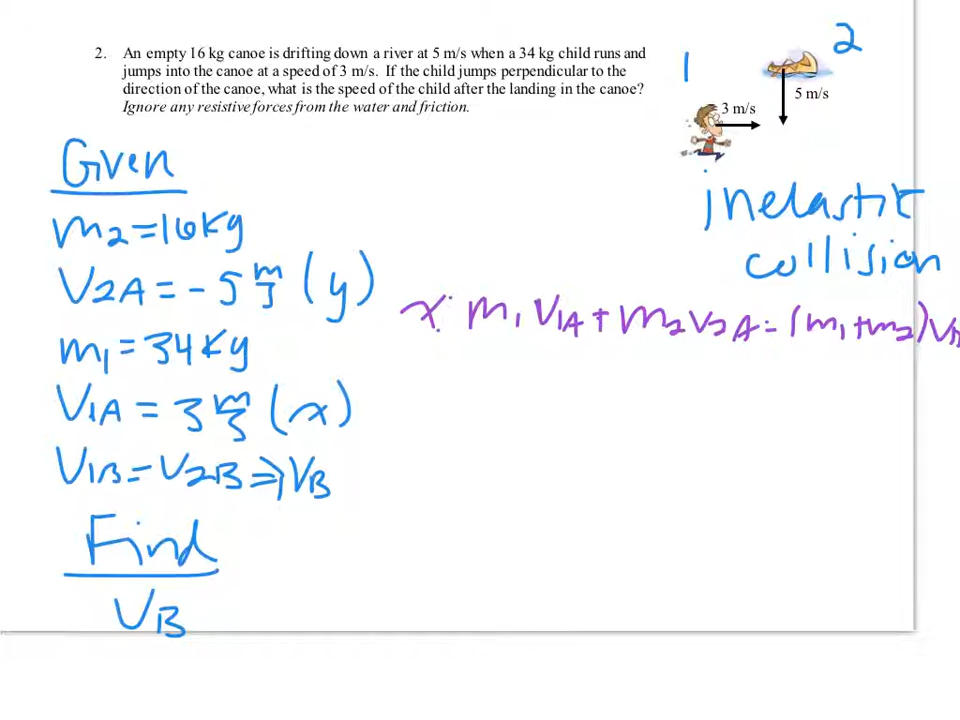 2. An empty 16 kg canoe is drifting down a river at 5 m/s when a 34 kg child runs and
jumps into the canoe at a speed of 3 m/s. If the child jumps perpendicular to the
direction of the canoe, what is the speed of the child after the landing in the canoe?
Ignore any resistive forces from the water and friction.
1
2
3 m/s
5 m/s
Given
m2=16kg
V2A = -5 m/s (y)
m1 = 34Kg
V1A = 3 m/s (x)
V1B=V2B⇒VB
Find
VB
inelastic
collision
x: m1V1A+m2V2A=(m1+m2)VB